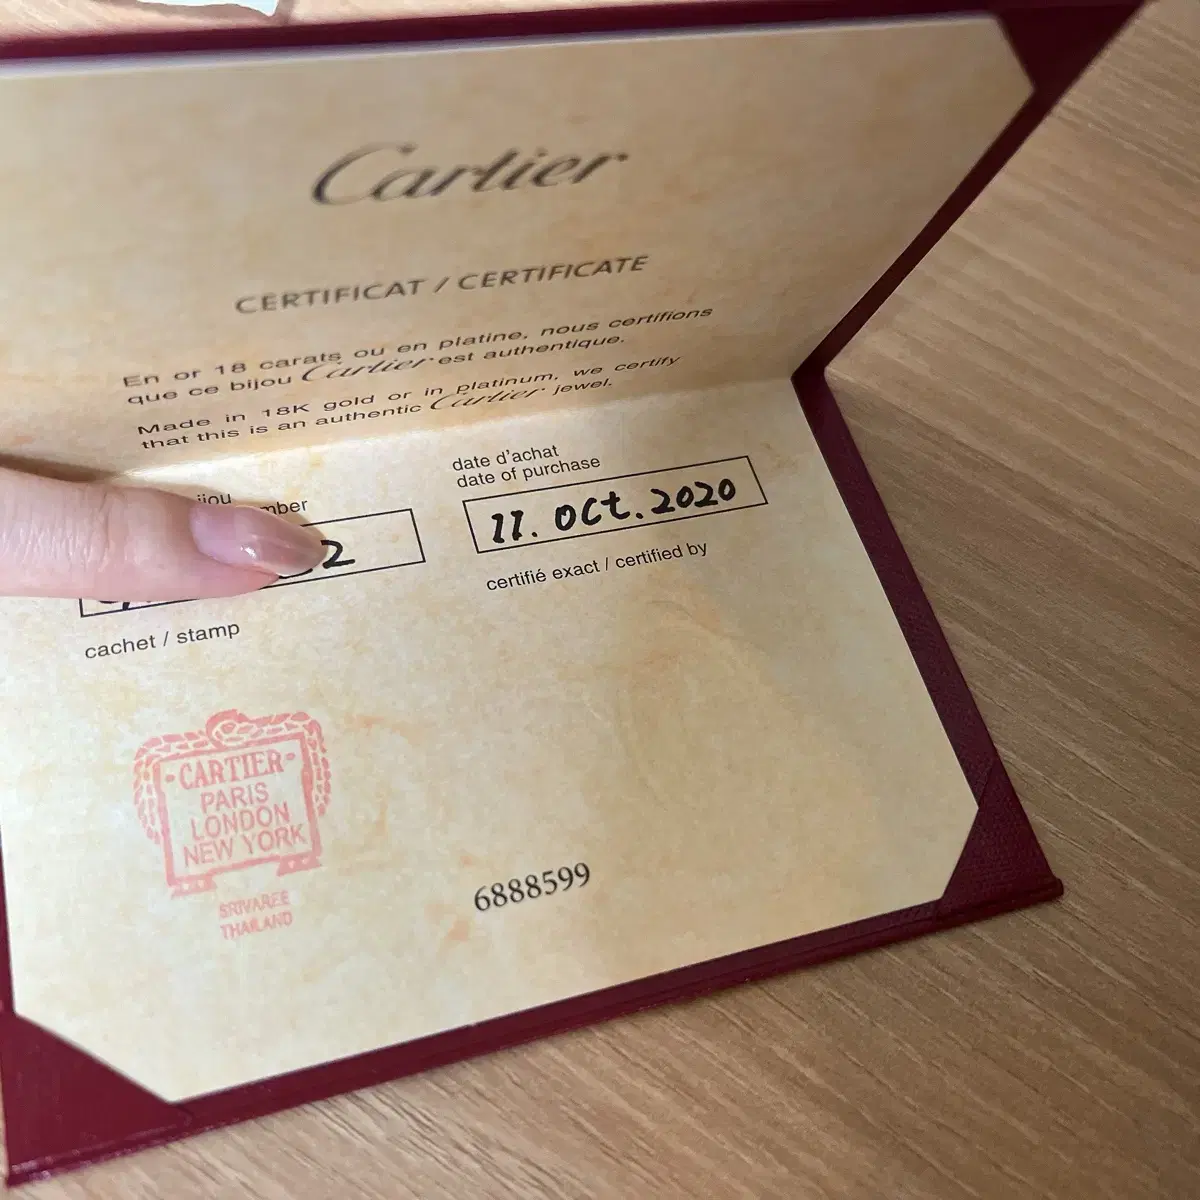 Cartier
CERTIFICAT / CERTIFICATE
En or 18 carats ou en platine, nous certifions
que ce bijou Cartier est authentique.
Made in 18K gold or in platinum, we certify
that this is an authentic Cartier jewel.
date d'achat
date of purchase
11. Oct. 2020
certifié exact / certified by
cachet / stamp
CARTIER
PARIS
LONDON
NEW YORK
SRIVAREE
THAILAND
6888599